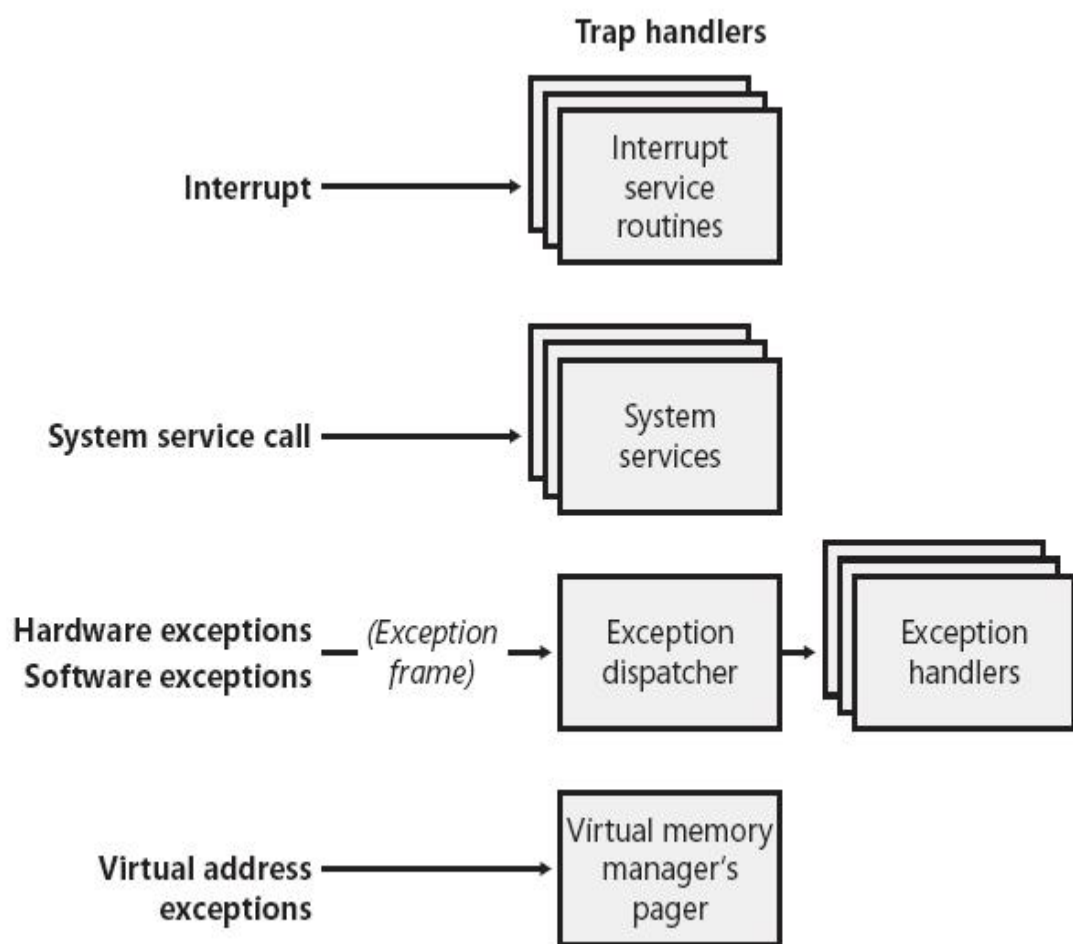 Trap handlers
Interrupt
Interrupt
service
routines
System service call
System
services
Hardware exceptions
Software exceptions
(Exception
frame)
Exception
dispatcher
Exception
handlers
Virtual address
exceptions
Virtual memory
manager's
pager